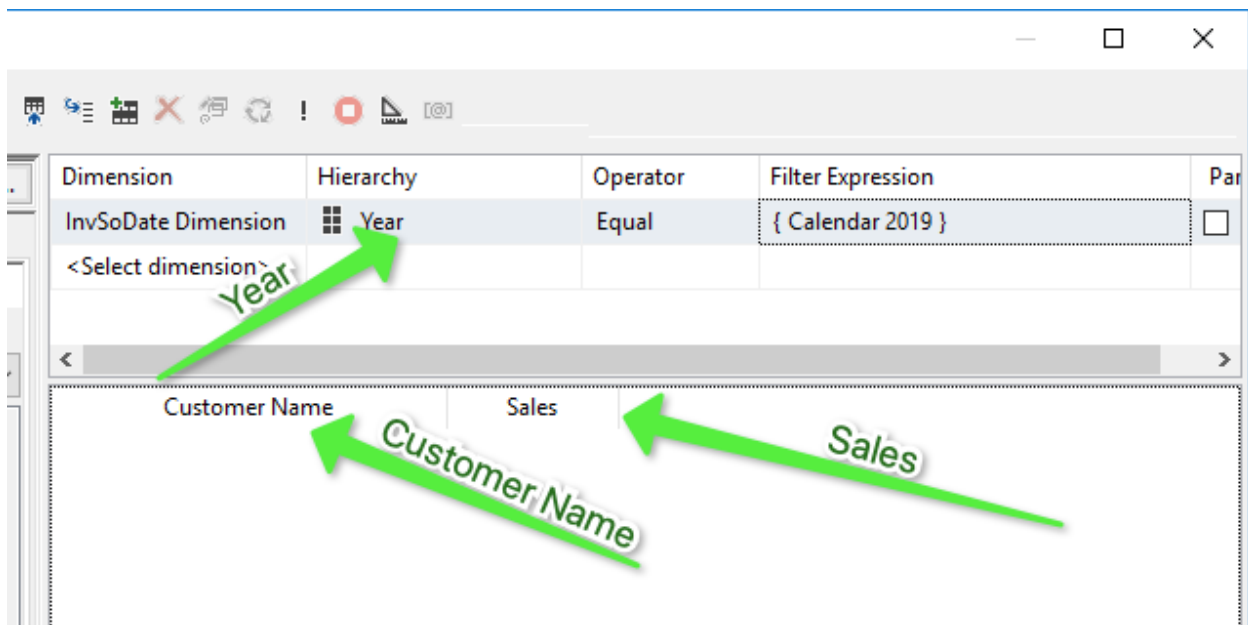 [@]
Dimension Hierarchy Operator Filter Expression Par
InvSoDate Dimension Year Equal { Calendar 2019 }
<Select dimension>
Year
Customer Name Sales
Customer Name
Sales